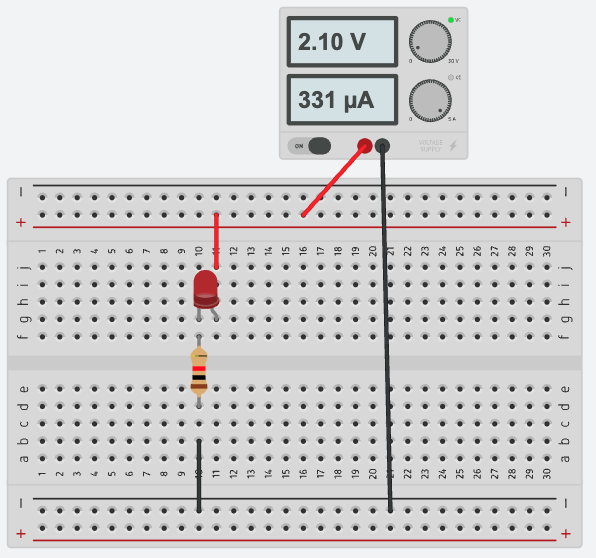 2.10 V
VC
0 30 V
331 µA
CC
0 5 A
ON
VOLTAGE
SUPPLY
− −
+ +
1 2 3 4 5 6 7 8 9 10 11 12 13 14 15 16 17 18 19 20 21 22 23 24 25 26 27 28 29 30
j j
i i
h h
g g
f f
e e
d d
c c
b b
a a
1 2 3 4 5 6 7 8 9 10 11 12 13 14 15 16 17 18 19 20 21 22 23 24 25 26 27 28 29 30
− −
+ +